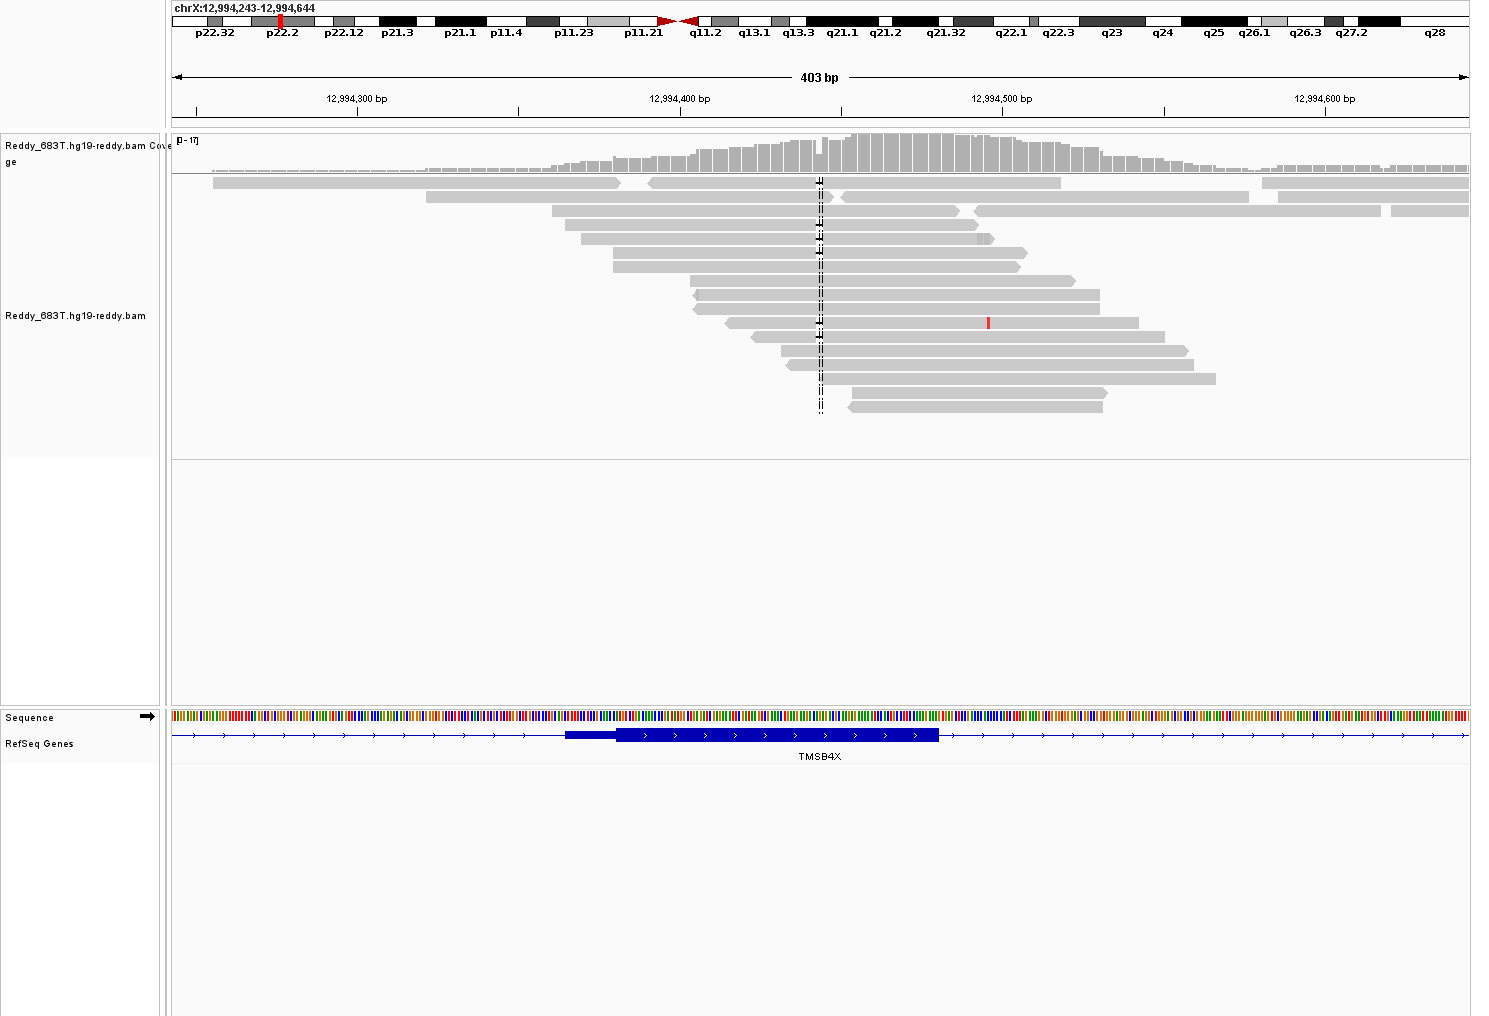 chrX:12,994,243-12,994,644
p22.32 p22.2 p22.12 p21.3 p21.1 p11.4 p11.23 p11.21 q11.2 q13.1 q13.3 q21.1 q21.2 q21.32 q22.1 q22.3 q23 q24 q25 q26.1 q26.3 q27.2 q28
403 bp
12,994,300 bp 12,994,400 bp 12,994,500 bp 12,994,600 bp
[0 - 17]
Reddy_683T.hg19-reddy.bam Cove
ge
Reddy_683T.hg19-reddy.bam
Sequence
RefSeq Genes
TMSB4X